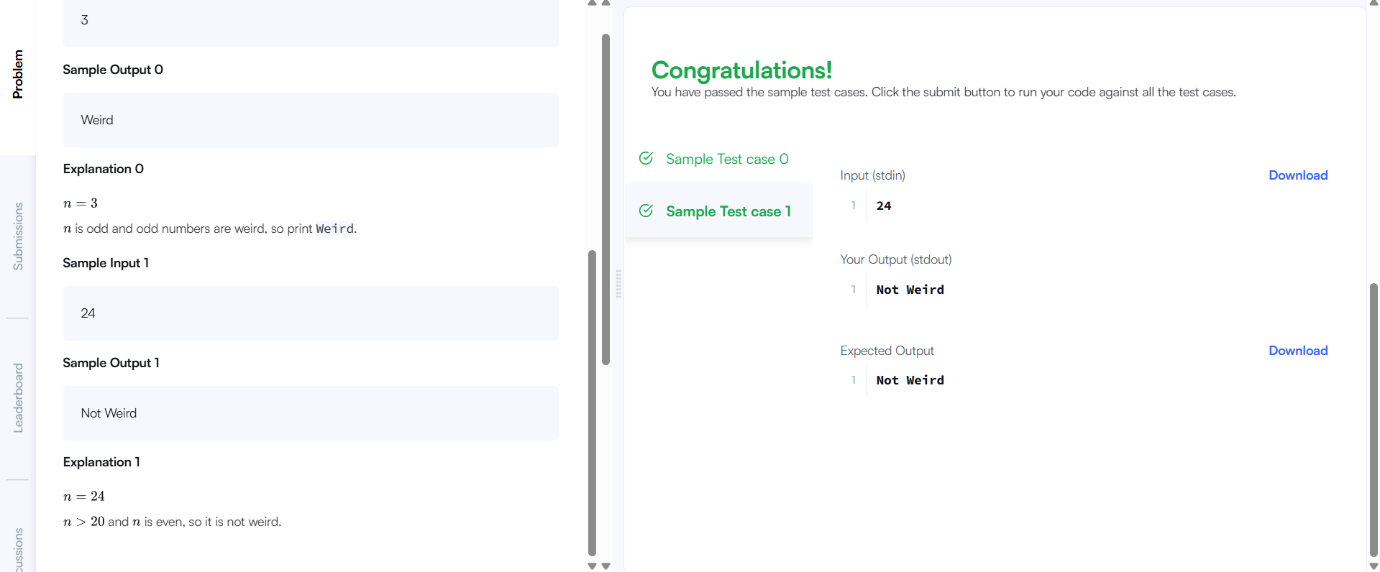 Problem
Submissions
Leaderboard
cussions
3
Sample Output 0
Weird
Explanation 0
n = 3
n is odd and odd numbers are weird, so print Weird.
Sample Input 1
24
Sample Output 1
Not Weird
Explanation 1
n = 24
n > 20 and n is even, so it is not weird.
Congratulations!
You have passed the sample test cases. Click the submit button to run your code against all the test cases.
Sample Test case 0
Sample Test case 1
Input (stdin)
Download
1 24
Your Output (stdout)
1 Not Weird
Expected Output
Download
1 Not Weird